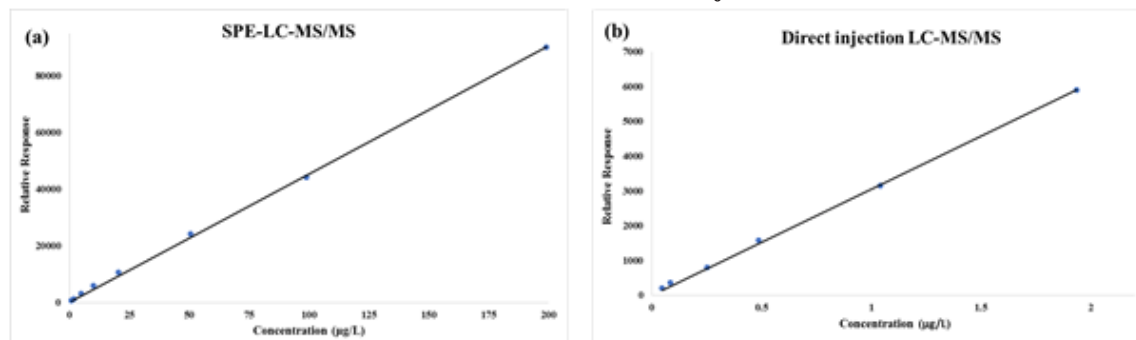 (a)
SPE-LC-MS/MS
Relative Response
80000
60000
40000
20000
0
0 25 50 75 100 125 150 175 200
Concentration (µg/L)
(b)
Direct injection LC-MS/MS
Relative Response
7000
6000
5000
4000
3000
2000
1000
0
0 0.5 1 1.5 2
Concentration (µg/L)